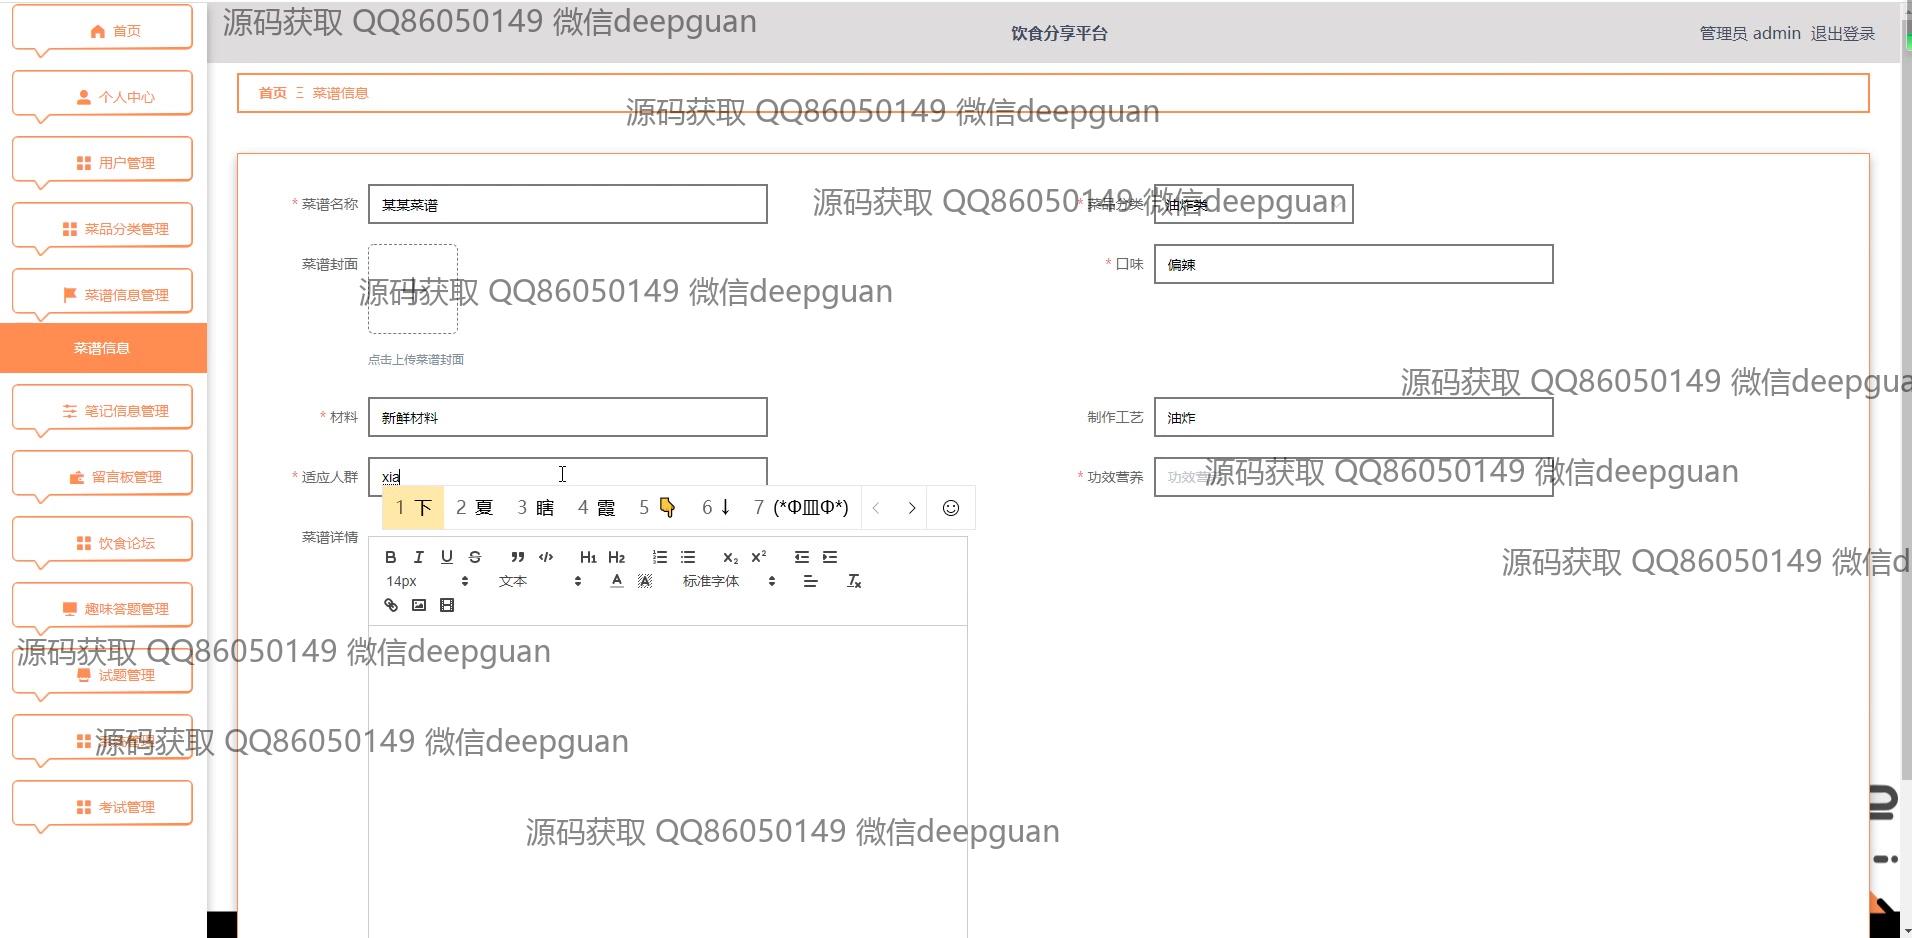 首页
个人中心
用户管理
菜品分类管理
菜谱信息管理
菜谱信息
笔记信息管理
留言板管理
饮食论坛
趣味答题管理
试题管理
考试管理
饮食分享平台
管理员 admin 退出登录
首页 菜谱信息
* 菜谱名称 某某菜谱
* 菜品分类 油炸类
菜谱封面
点击上传菜谱封面
* 口味 偏辣
* 材料 新鲜材料
制作工艺 油炸
* 适应人群 xia
* 功效营养 功效营养
1 下 2 夏 3 瞎 4 霞 5 👇 6 ↓ 7 (*Φ皿Φ*)
菜谱详情
B I U S ” </> H1 H2 X₂ X²
14px 文本 A A 标准字体 Tx
源码获取 QQ86050149 微信deepguan
源码获取 QQ86050149 微信deepguan
源码获取 QQ86050149 微信deepguan
源码获取 QQ86050149 微信deepguan
源码获取 QQ86050149 微信deepgua
源码获取 QQ86050149 微信deepguan
源码获取 QQ86050149 微信d
源码获取 QQ86050149 微信deepguan
源码获取 QQ86050149 微信deepguan
源码获取 QQ86050149 微信deepguan